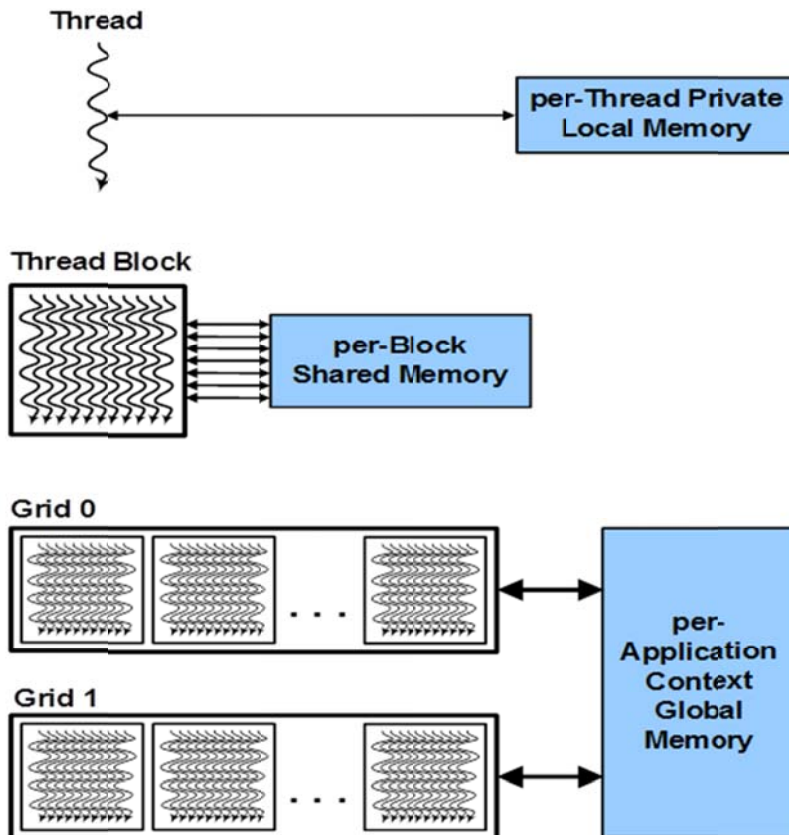 Thread
per-Thread Private
Local Memory
Thread Block
per-Block
Shared Memory
Grid 0
. . .
per-
Application
Context
Global
Memory
Grid 1
. . .